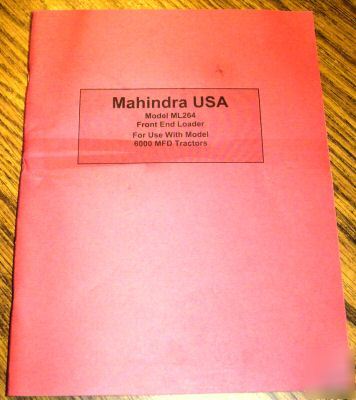 Mahindra USA
Model ML264
Front End Loader
For Use With Model
6000 MFD Tractors